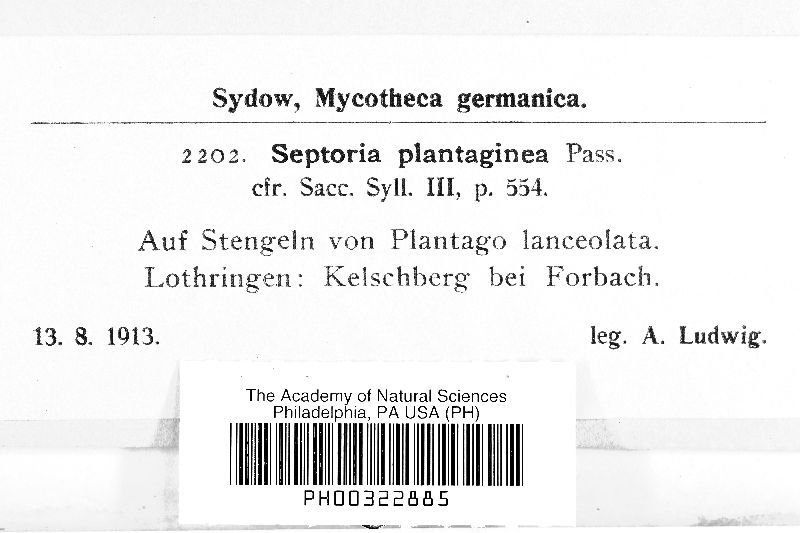 Sydow, Mycotheca germanica.
2202. Septoria plantaginea Pass.
cfr. Sacc. Syll. III, p. 554.
Auf Stengeln von Plantago lanceolata.
Lothringen: Kelschberg bei Forbach.
13. 8. 1913. leg. A. Ludwig.
The Academy of Natural Sciences
Philadelphia, PA USA (PH)
PH00322885